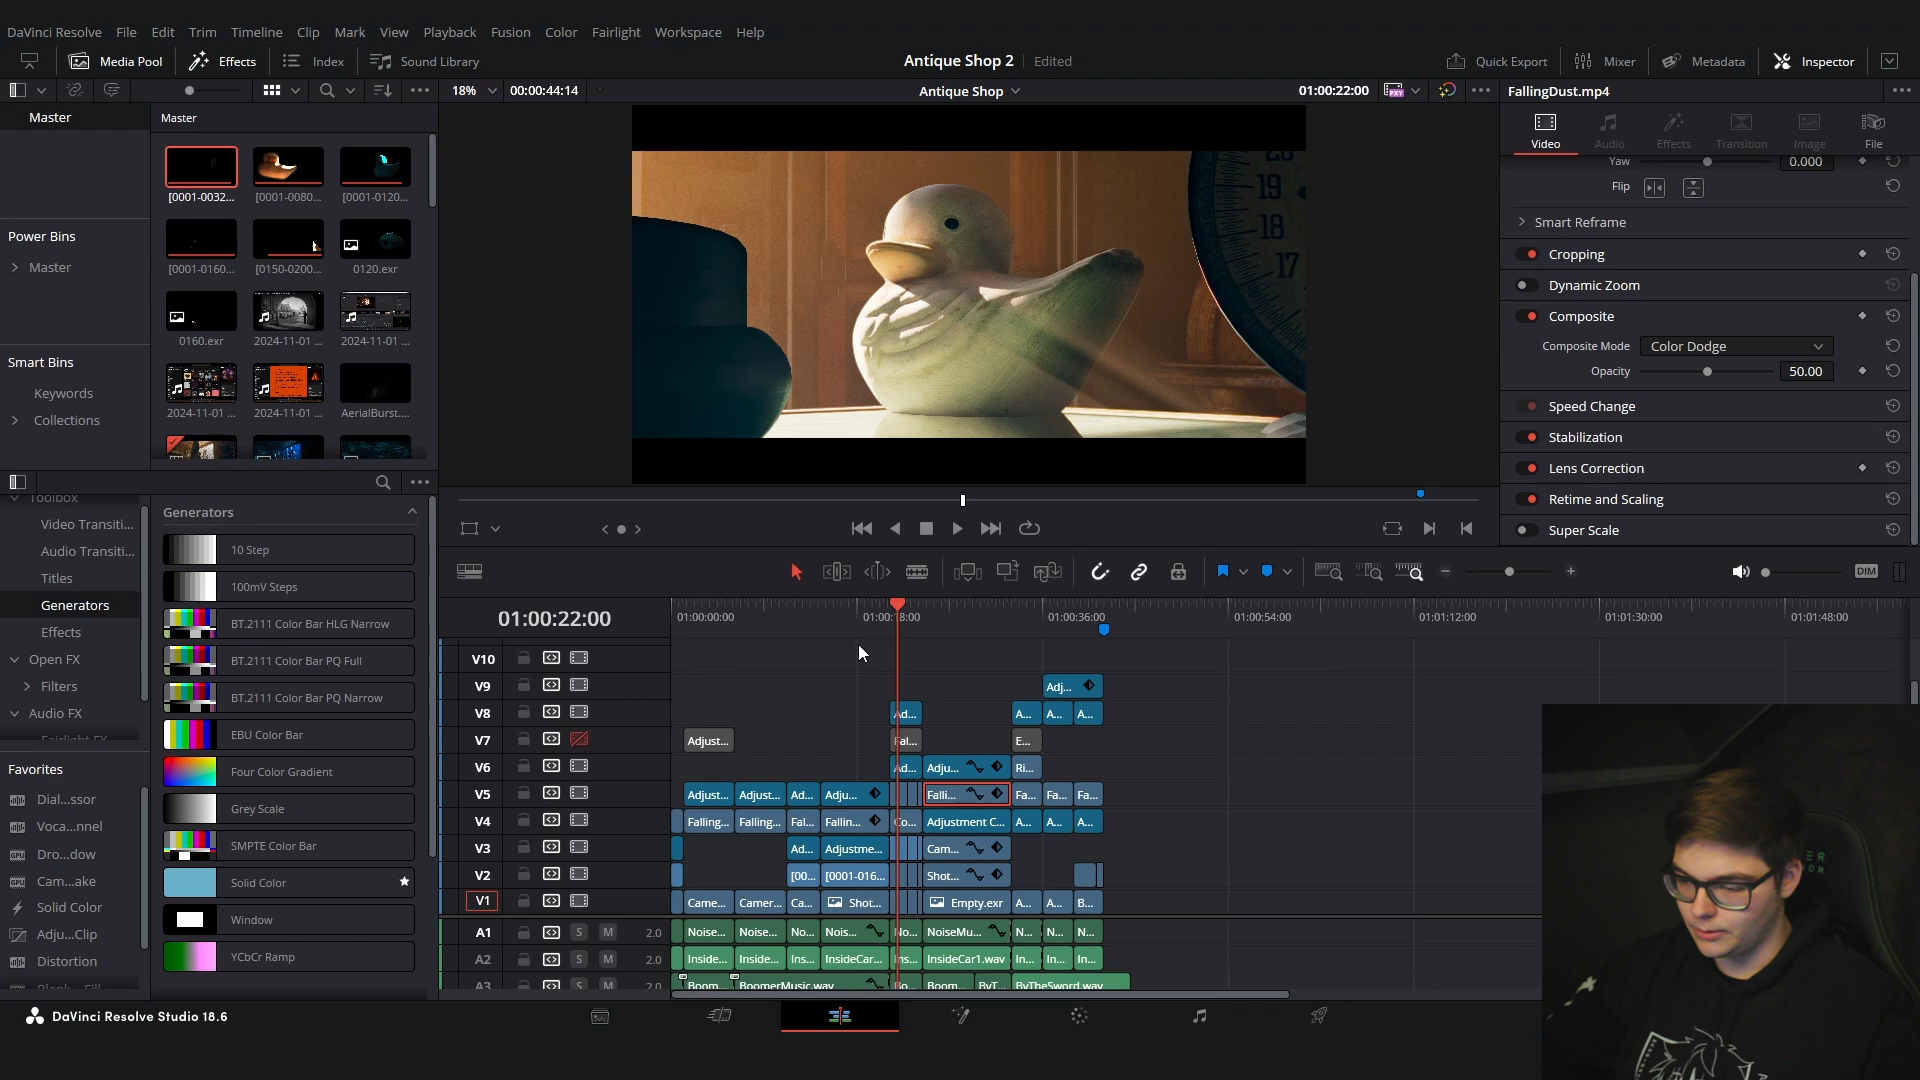 DaVinci Resolve File Edit Trim Timeline Clip Mark View Playback Fusion Color Fairlight Workspace Help
Media Pool Effects Index Sound Library Antique Shop 2 Edited Quick Export Mixer Metadata Inspector
18% 00:00:44:14 Antique Shop 01:00:22:00 FallingDust.mp4
Master
Master
[0001-0032... [0001-0080... [0001-0120...
[0001-0160... [0150-0200... 0120.exr
0160.exr 2024-11-01 ... 2024-11-01 ...
2024-11-01 ... 2024-11-01 ... AerialBurst....
Power Bins
Master
Smart Bins
Keywords
Collections
Video Audio Effects Transition Image File
Yaw 0.000
Flip
Smart Reframe
Cropping
Dynamic Zoom
Composite
Composite Mode Color Dodge
Opacity 50.00
Speed Change
Stabilization
Lens Correction
Retime and Scaling
Super Scale
20
19
18
17
Toolbox
Video Transiti...
Audio Transiti...
Titles
Generators
Effects
Open FX
Filters
Audio FX
Fairlight FX
Favorites
Dial...ssor
Voca...nnel
Dro...dow
Cam...ake
Solid Color
Adju...Clip
Distortion
Blank...Fill
Generators
10 Step
100mV Steps
BT.2111 Color Bar HLG Narrow
BT.2111 Color Bar PQ Full
BT.2111 Color Bar PQ Narrow
EBU Color Bar
Four Color Gradient
Grey Scale
SMPTE Color Bar
Solid Color
Window
YCbCr Ramp
DIM
01:00:22:00 01:00:00:00 01:00:18:00 01:00:36:00 01:00:54:00 01:01:12:00 01:01:30:00 01:01:48:00
V10
V9 Adj...
V8 Ad... A... A... A...
V7 Adjust... Fal... E...
V6 Ad... Adju... Ri...
V5 Adjust... Adjust... Ad... Adju... Falli... Fa... Fa... Fa...
V4 Falling... Falling... Fal... Fallin... Co... Adjustment C... A... A... A...
V3 Ad... Adjustme... Cam...
V2 [00... [0001-016... Shot...
V1 Came... Camer... Ca... Shot... Empty.exr A... A... B...
A1 S M 2.0 Noise... Noise... No... Nois... No... NoiseMu... N... N... N...
A2 S M 2.0 Inside... Inside... Ins... InsideCar... Ins... InsideCar1.wav In... In... In...
A3 S M 2.0 Boom... BoomerMusic.wav Bo... Boom... ByT... ByTheSword.wav
DaVinci Resolve Studio 18.6